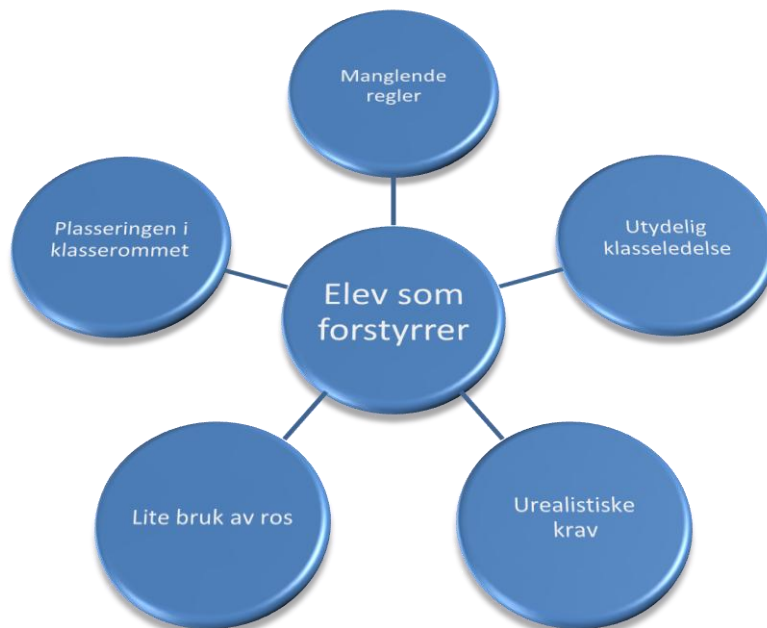 Manglende
regler
Plasseringen i
klasserommet
Utydelig
klasseledelse
Elev som
forstyrrer
Lite bruk av ros
Urealistiske
krav